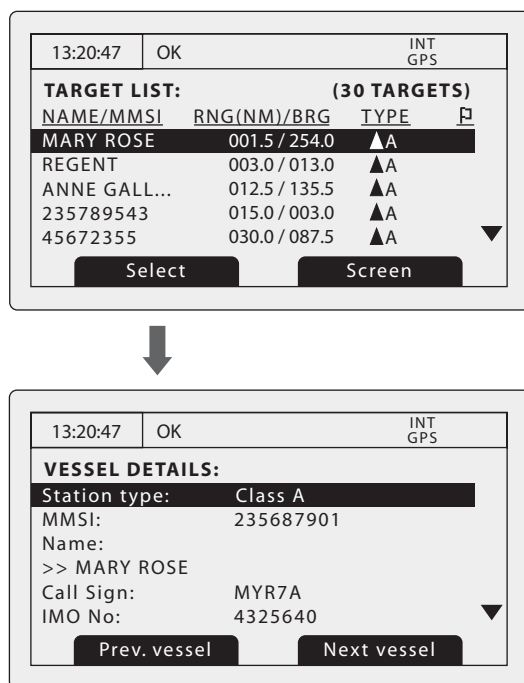 13:20:47 OK INT GPS
TARGET LIST: (30 TARGETS)
NAME/MMSI RNG(NM)/BRG TYPE
MARY ROSE 001.5 / 254.0 A
REGENT 003.0 / 013.0 A
ANNE GALL... 012.5 / 135.5 A
235789543 015.0 / 003.0 A
45672355 030.0 / 087.5 A
Select Screen
13:20:47 OK INT GPS
VESSEL DETAILS:
Station type: Class A
MMSI: 235687901
Name:
>> MARY ROSE
Call Sign: MYR7A
IMO No: 4325640
Prev. vessel Next vessel